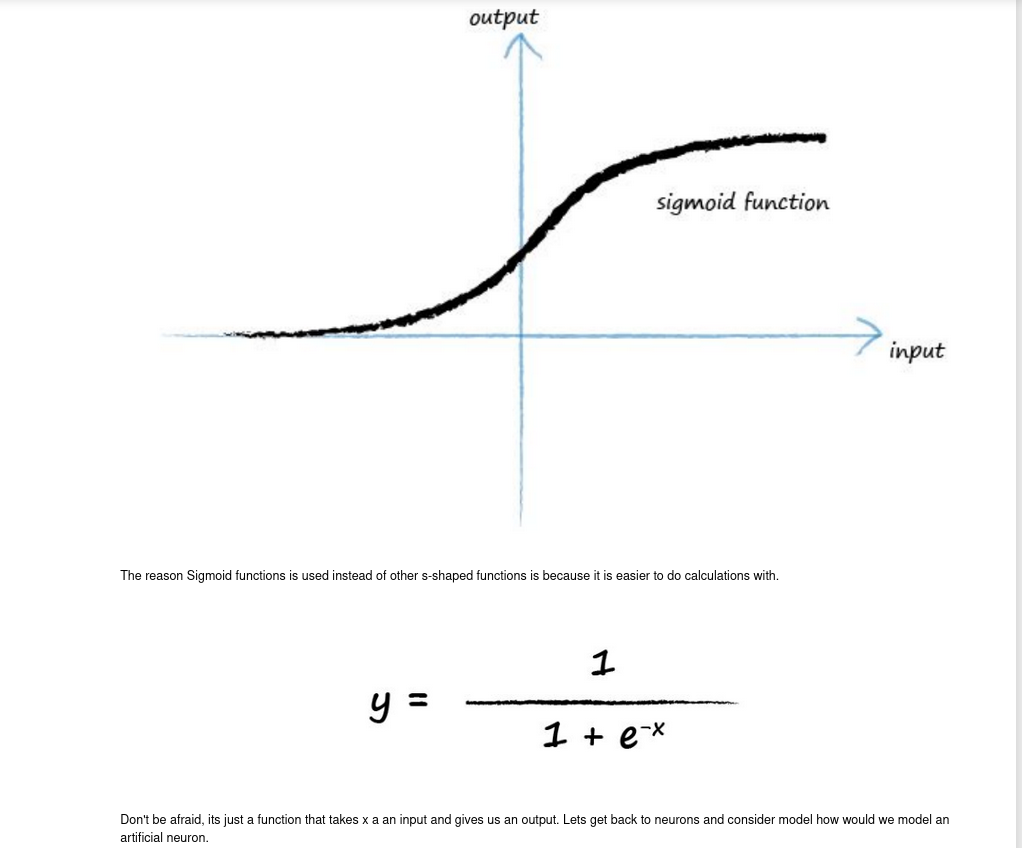 output
sigmoid function
input
The reason Sigmoid functions is used instead of other s-shaped functions is because it is easier to do calculations with.
1
y =
1 + e⁻ˣ
Don't be afraid, its just a function that takes x a an input and gives us an output. Lets get back to neurons and consider model how would we model an
artificial neuron.